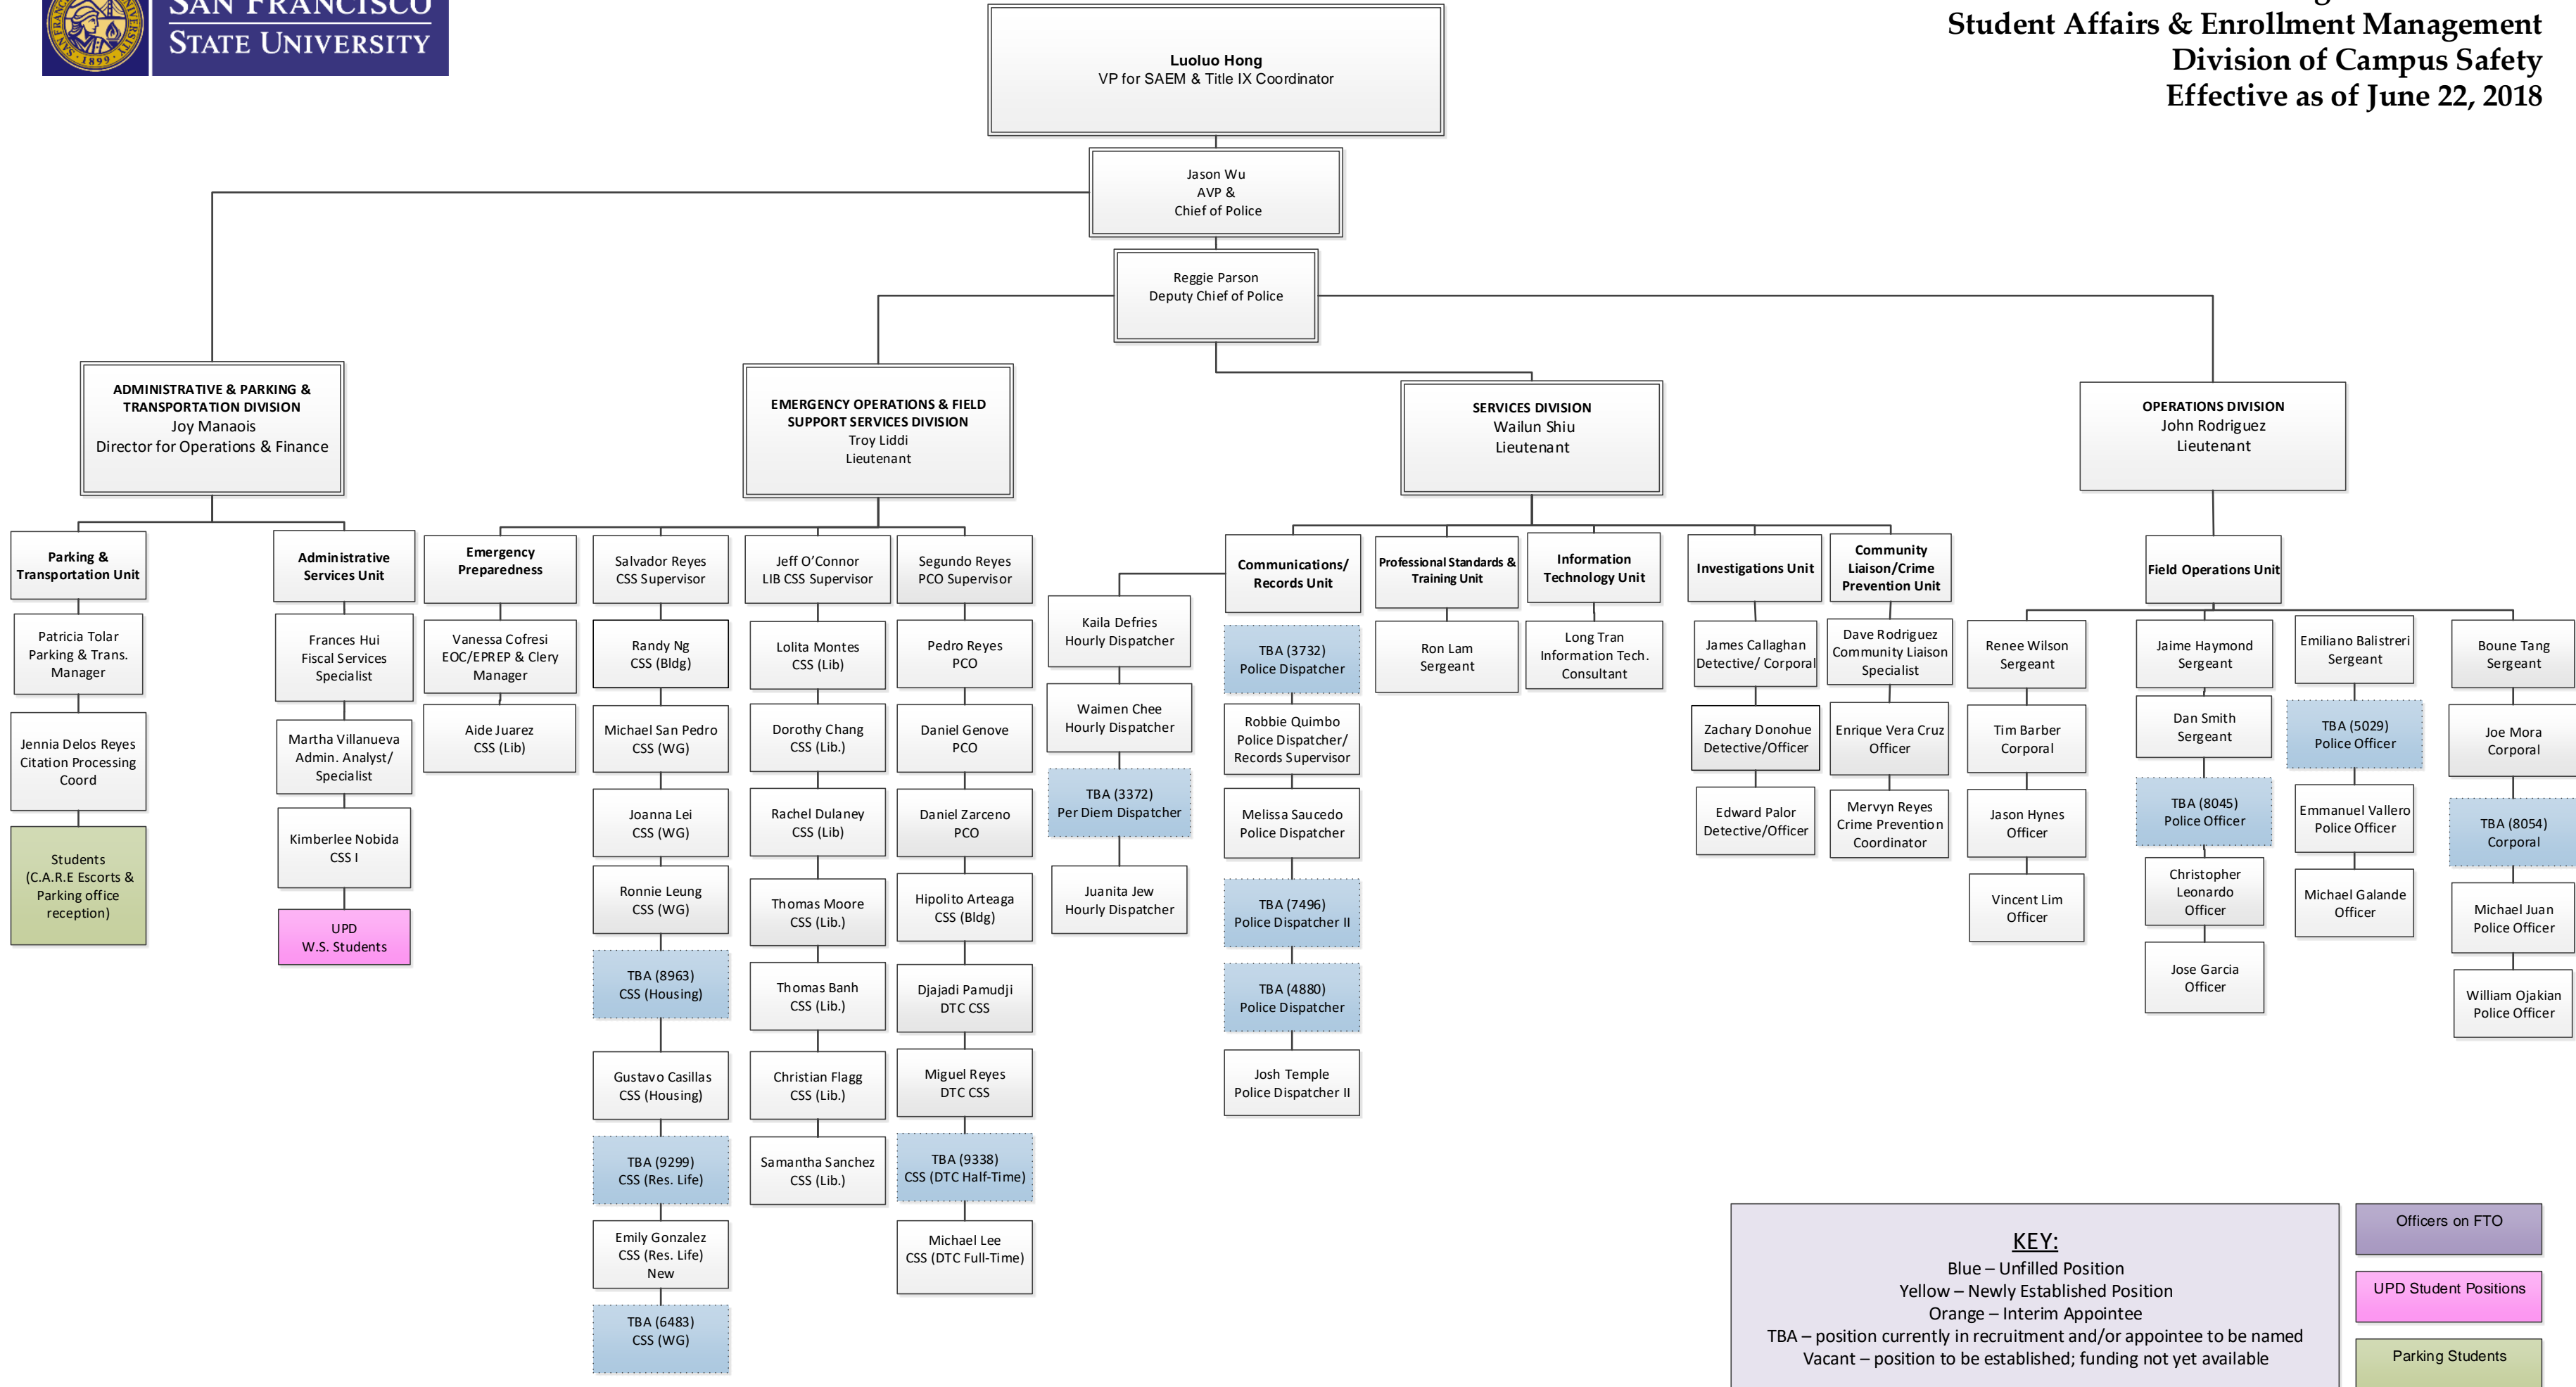 SAN FRANCISCO
STATE UNIVERSITY
1899
Student Affairs & Enrollment Management
Division of Campus Safety
Effective as of June 22, 2018
Luoluo Hong
VP for SAEM & Title IX Coordinator
Jason Wu
AVP &
Chief of Police
Reggie Parson
Deputy Chief of Police
ADMINISTRATIVE & PARKING &
TRANSPORTATION DIVISION
Joy Manaois
Director for Operations & Finance
EMERGENCY OPERATIONS & FIELD
SUPPORT SERVICES DIVISION
Troy Liddi
Lieutenant
SERVICES DIVISION
Wailun Shiu
Lieutenant
OPERATIONS DIVISION
John Rodriguez
Lieutenant
Parking &
Transportation Unit
Patricia Tolar
Parking & Trans.
Manager
Jennia Delos Reyes
Citation Processing
Coord
Students
(C.A.R.E Escorts &
Parking office
reception)
Administrative
Services Unit
Frances Hui
Fiscal Services
Specialist
Martha Villanueva
Admin. Analyst/
Specialist
Kimberlee Nobida
CSS I
UPD
W.S. Students
Emergency
Preparedness
Vanessa Cofresi
EOC/EPREP & Clery
Manager
Aide Juarez
CSS (Lib)
Salvador Reyes
CSS Supervisor
Randy Ng
CSS (Bldg)
Michael San Pedro
CSS (WG)
Joanna Lei
CSS (WG)
Ronnie Leung
CSS (WG)
TBA (8963)
CSS (Housing)
Gustavo Casillas
CSS (Housing)
TBA (9299)
CSS (Res. Life)
Emily Gonzalez
CSS (Res. Life)
New
TBA (6483)
CSS (WG)
Jeff O'Connor
LIB CSS Supervisor
Lolita Montes
CSS (Lib)
Dorothy Chang
CSS (Lib.)
Rachel Dulaney
CSS (Lib)
Thomas Moore
CSS (Lib.)
Thomas Banh
CSS (Lib.)
Christian Flagg
CSS (Lib.)
Samantha Sanchez
CSS (Lib.)
Segundo Reyes
PCO Supervisor
Pedro Reyes
PCO
Daniel Genove
PCO
Daniel Zarceno
PCO
Hipolito Arteaga
CSS (Bldg)
Djajadi Pamudji
DTC CSS
Miguel Reyes
DTC CSS
TBA (9338)
CSS (DTC Half-Time)
Michael Lee
CSS (DTC Full-Time)
Kaila Defries
Hourly Dispatcher
Waimen Chee
Hourly Dispatcher
TBA (3372)
Per Diem Dispatcher
Juanita Jew
Hourly Dispatcher
Communications/
Records Unit
TBA (3732)
Police Dispatcher
Robbie Quimbo
Police Dispatcher/
Records Supervisor
Melissa Saucedo
Police Dispatcher
TBA (7496)
Police Dispatcher II
TBA (4880)
Police Dispatcher
Josh Temple
Police Dispatcher II
Professional Standards &
Training Unit
Ron Lam
Sergeant
Information
Technology Unit
Long Tran
Information Tech.
Consultant
Investigations Unit
James Callaghan
Detective/ Corporal
Zachary Donohue
Detective/Officer
Edward Palor
Detective/Officer
Community
Liaison/Crime
Prevention Unit
Dave Rodriguez
Community Liaison
Specialist
Enrique Vera Cruz
Officer
Mervyn Reyes
Crime Prevention
Coordinator
Field Operations Unit
Renee Wilson
Sergeant
Tim Barber
Corporal
Jason Hynes
Officer
Vincent Lim
Officer
Jaime Haymond
Sergeant
Dan Smith
Sergeant
TBA (8045)
Police Officer
Christopher
Leonardo
Officer
Jose Garcia
Officer
Emiliano Balistreri
Sergeant
TBA (5029)
Police Officer
Emmanuel Vallero
Police Officer
Michael Galande
Officer
Boune Tang
Sergeant
Joe Mora
Corporal
TBA (8054)
Corporal
Michael Juan
Police Officer
William Ojakian
Police Officer
KEY:
Blue – Unfilled Position
Yellow – Newly Established Position
Orange – Interim Appointee
TBA – position currently in recruitment and/or appointee to be named
Vacant – position to be established; funding not yet available
Officers on FTO
UPD Student Positions
Parking Students